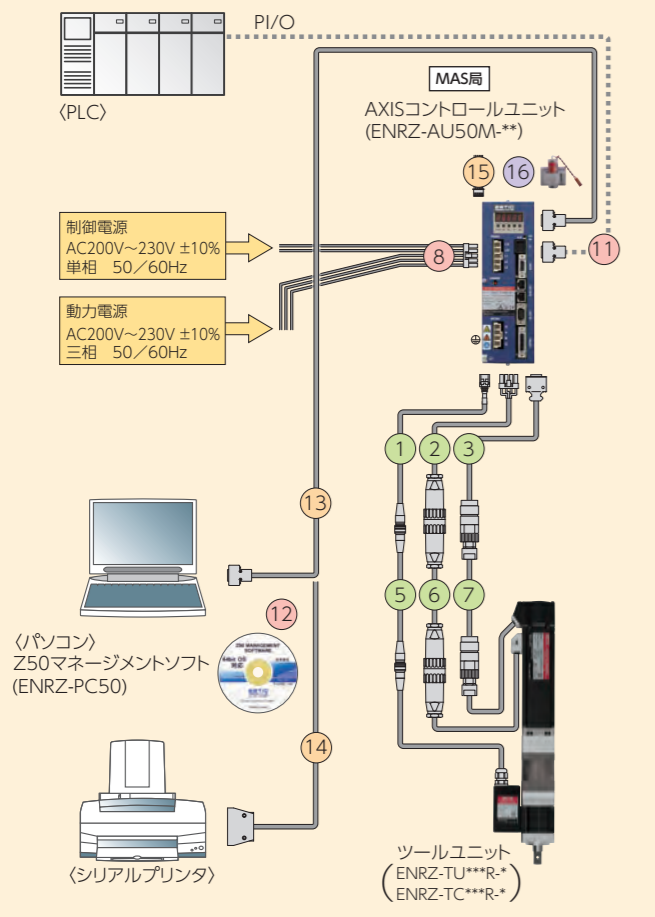 PI/O
〈PLC〉
MAS局
AXISコントロールユニット
(ENRZ-AU50M-**)
15
16
制御電源
AC200V～230V ±10%
単相 50／60Hz
8
11
動力電源
AC200V～230V ±10%
三相 50／60Hz
1
2
3
13
5
6
7
12
〈パソコン〉
Z50マネージメントソフト
(ENRZ-PC50)
14
〈シリアルプリンタ〉
ツールユニット
(ENRZ-TU***R-*
ENRZ-TC***R-*)